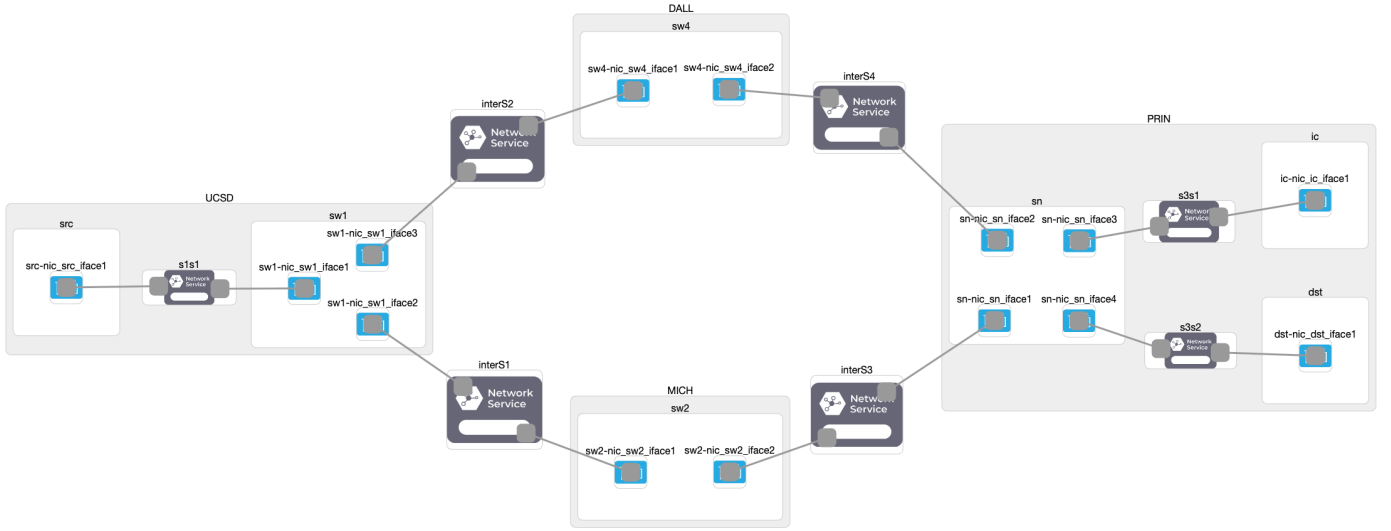 DALL
sw4
sw4-nic_sw4_iface1
sw4-nic_sw4_iface2
interS2
Network
Service
interS4
Network
Service
UCSD
src
src-nic_src_iface1
s1s1
Network
Service
sw1
sw1-nic_sw1_iface3
sw1-nic_sw1_iface1
sw1-nic_sw1_iface2
PRIN
sn
sn-nic_sn_iface2
sn-nic_sn_iface3
s3s1
Network
Service
ic
ic-nic_ic_iface1
sn-nic_sn_iface1
sn-nic_sn_iface4
s3s2
Network
Service
dst
dst-nic_dst_iface1
interS1
Network
Service
MICH
sw2
sw2-nic_sw2_iface1
sw2-nic_sw2_iface2
interS3
Network
Service